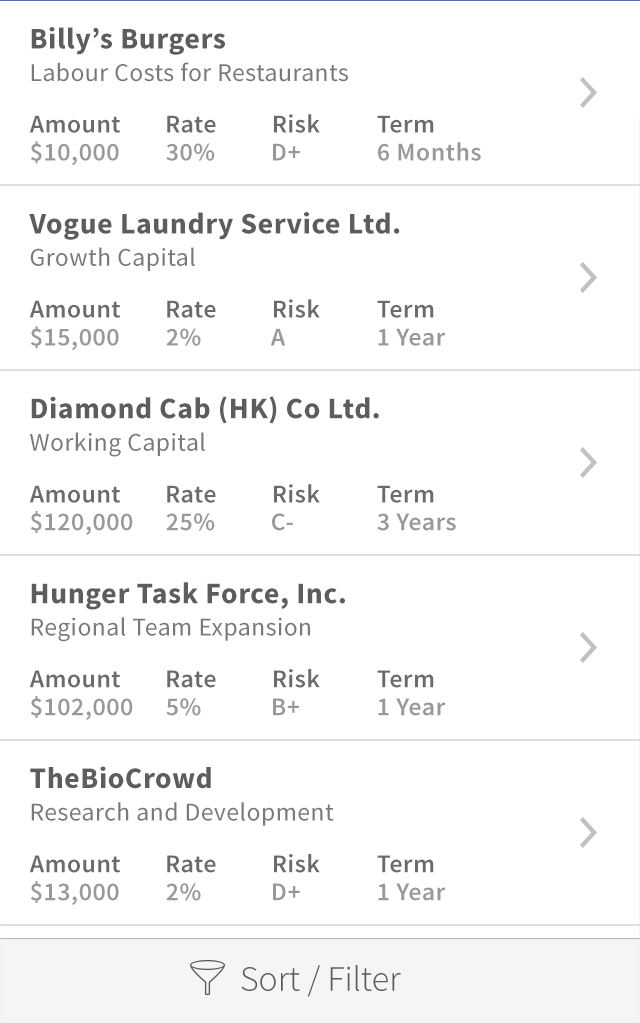 Billy’s Burgers
Labour Costs for Restaurants
Amount Rate Risk Term
$10,000 30% D+ 6 Months
Vogue Laundry Service Ltd.
Growth Capital
Amount Rate Risk Term
$15,000 2% A 1 Year
Diamond Cab (HK) Co Ltd.
Working Capital
Amount Rate Risk Term
$120,000 25% C- 3 Years
Hunger Task Force, Inc.
Regional Team Expansion
Amount Rate Risk Term
$102,000 5% B+ 1 Year
TheBioCrowd
Research and Development
Amount Rate Risk Term
$13,000 2% D+ 1 Year
Sort / Filter